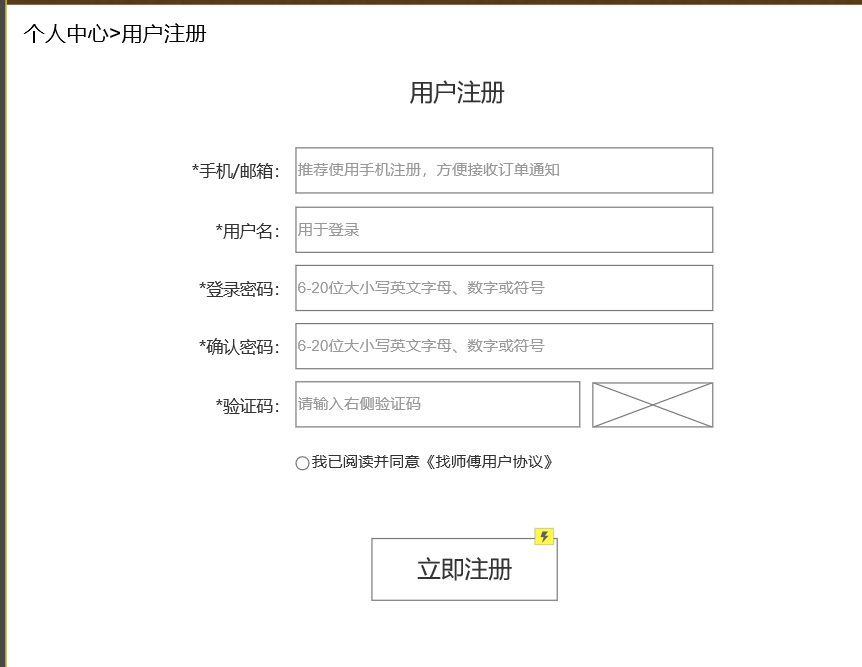 个人中心>用户注册
用户注册
*手机/邮箱： 推荐使用手机注册，方便接收订单通知
*用户名： 用于登录
*登录密码： 6-20位大小写英文字母、数字或符号
*确认密码： 6-20位大小写英文字母、数字或符号
*验证码： 请输入右侧验证码
我已阅读并同意《找师傅用户协议》
立即注册